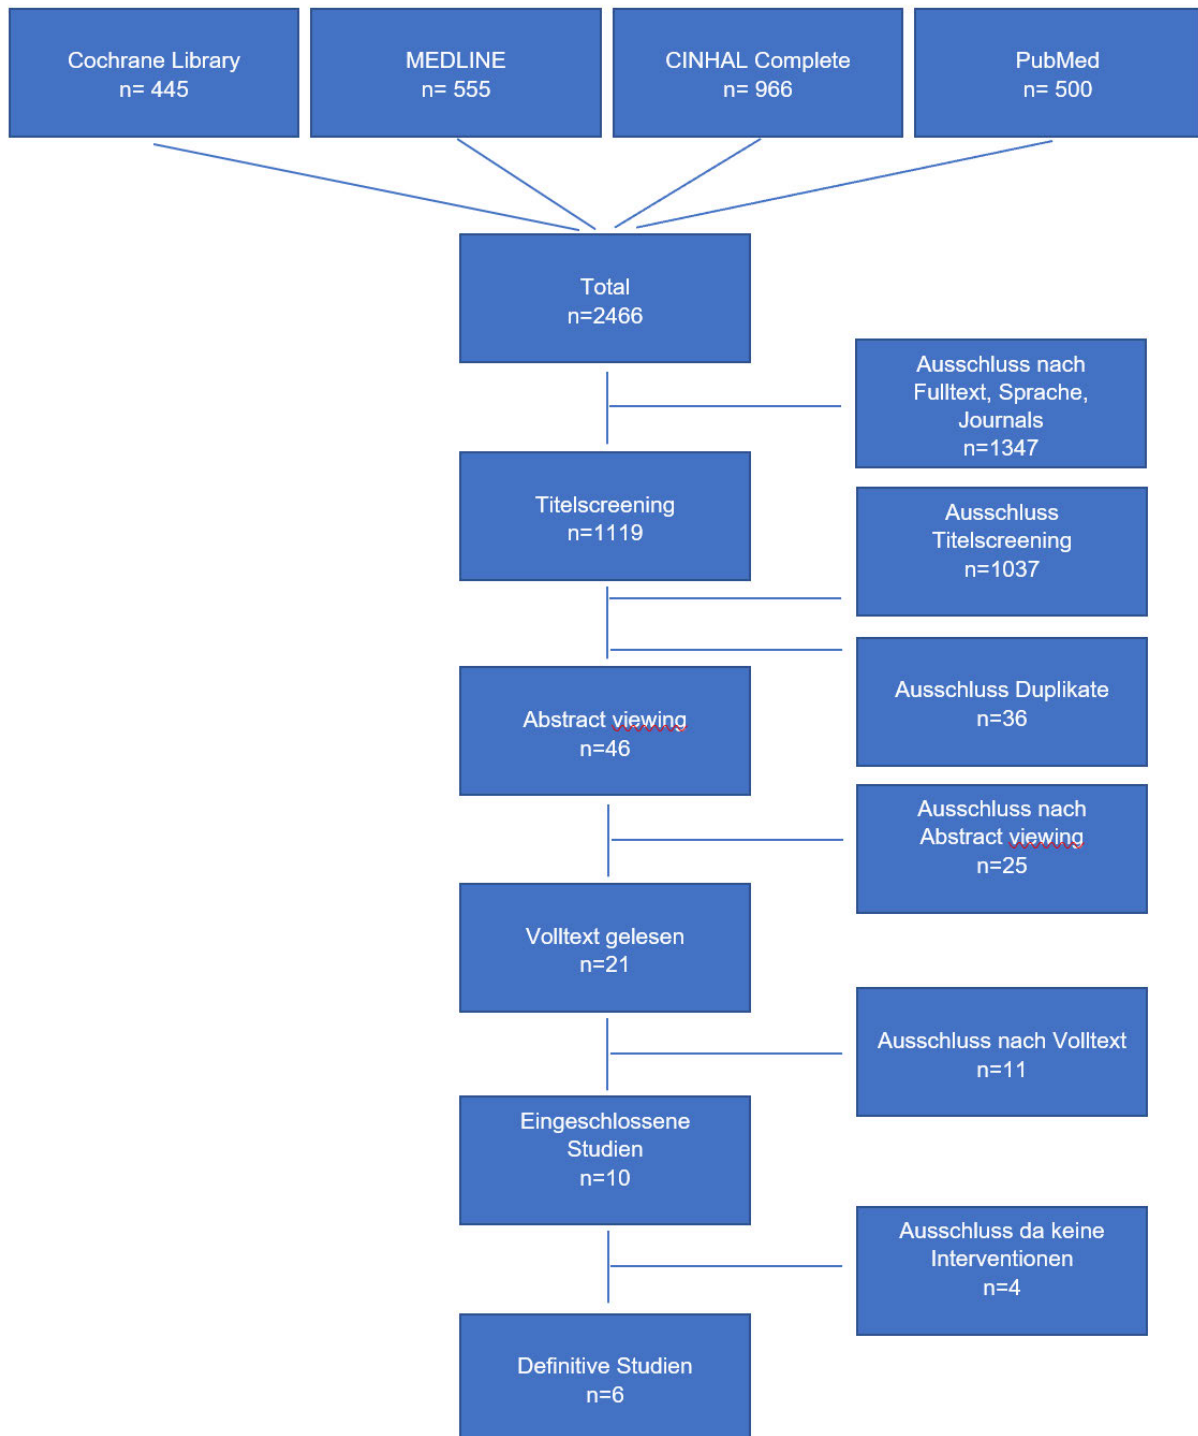 Cochrane Library
n= 445
MEDLINE
n= 555
CINHAL Complete
n= 966
PubMed
n= 500
Total
n=2466
Ausschluss nach
Fulltext, Sprache,
Journals
n=1347
Titelscreening
n=1119
Ausschluss
Titelscreening
n=1037
Ausschluss Duplikate
n=36
Abstract viewing
n=46
Ausschluss nach
Abstract viewing
n=25
Volltext gelesen
n=21
Ausschluss nach Volltext
n=11
Eingeschlossene
Studien
n=10
Ausschluss da keine
Interventionen
n=4
Definitive Studien
n=6